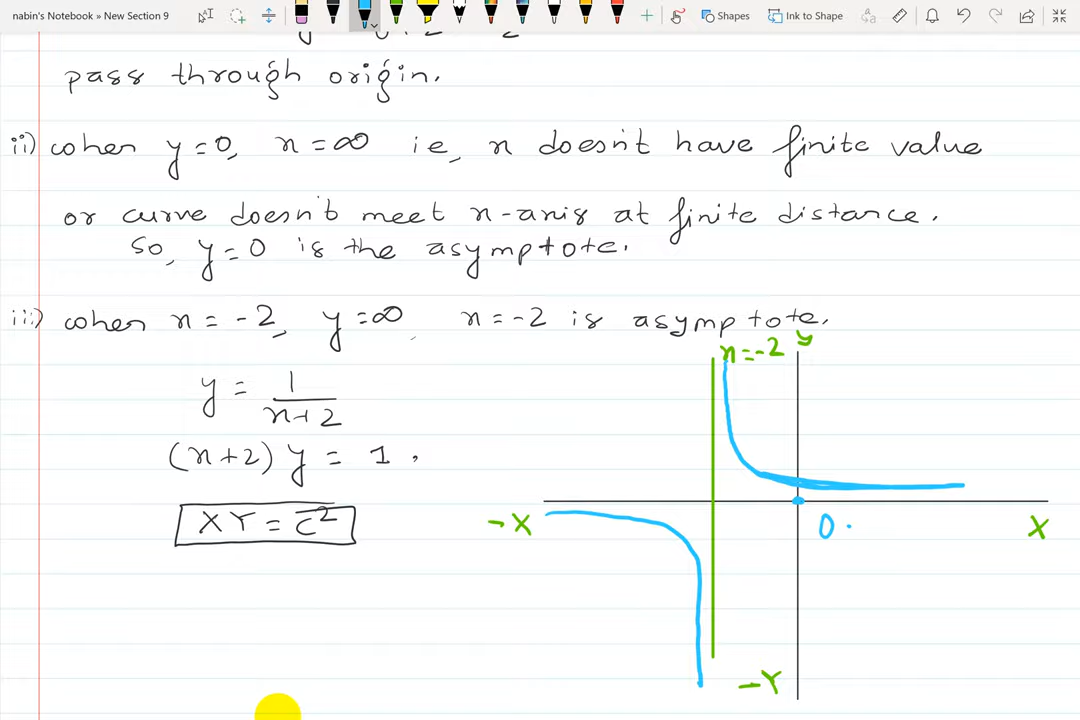 nabin's Notebook » New Section 9
Shapes
Ink to Shape
pass through origin.
ii) when y=0, x=∞ ie, x doesn't have finite value
or curve doesn't meet x-axis at finite distance.
So, y=0 is the asymptote.
iii) when x=-2, y=∞ x=-2 is asymptote.
x=-2 y
y = 1/(x+2)
(x+2) y = 1,
XY = c²
-X
O
X
-Y